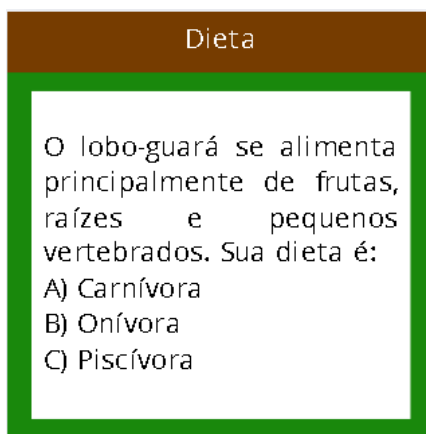 Dieta
O lobo-guará se alimenta
principalmente de frutas,
raízes e pequenos
vertebrados. Sua dieta é:
A) Carnívora
B) Onívora
C) Piscívora